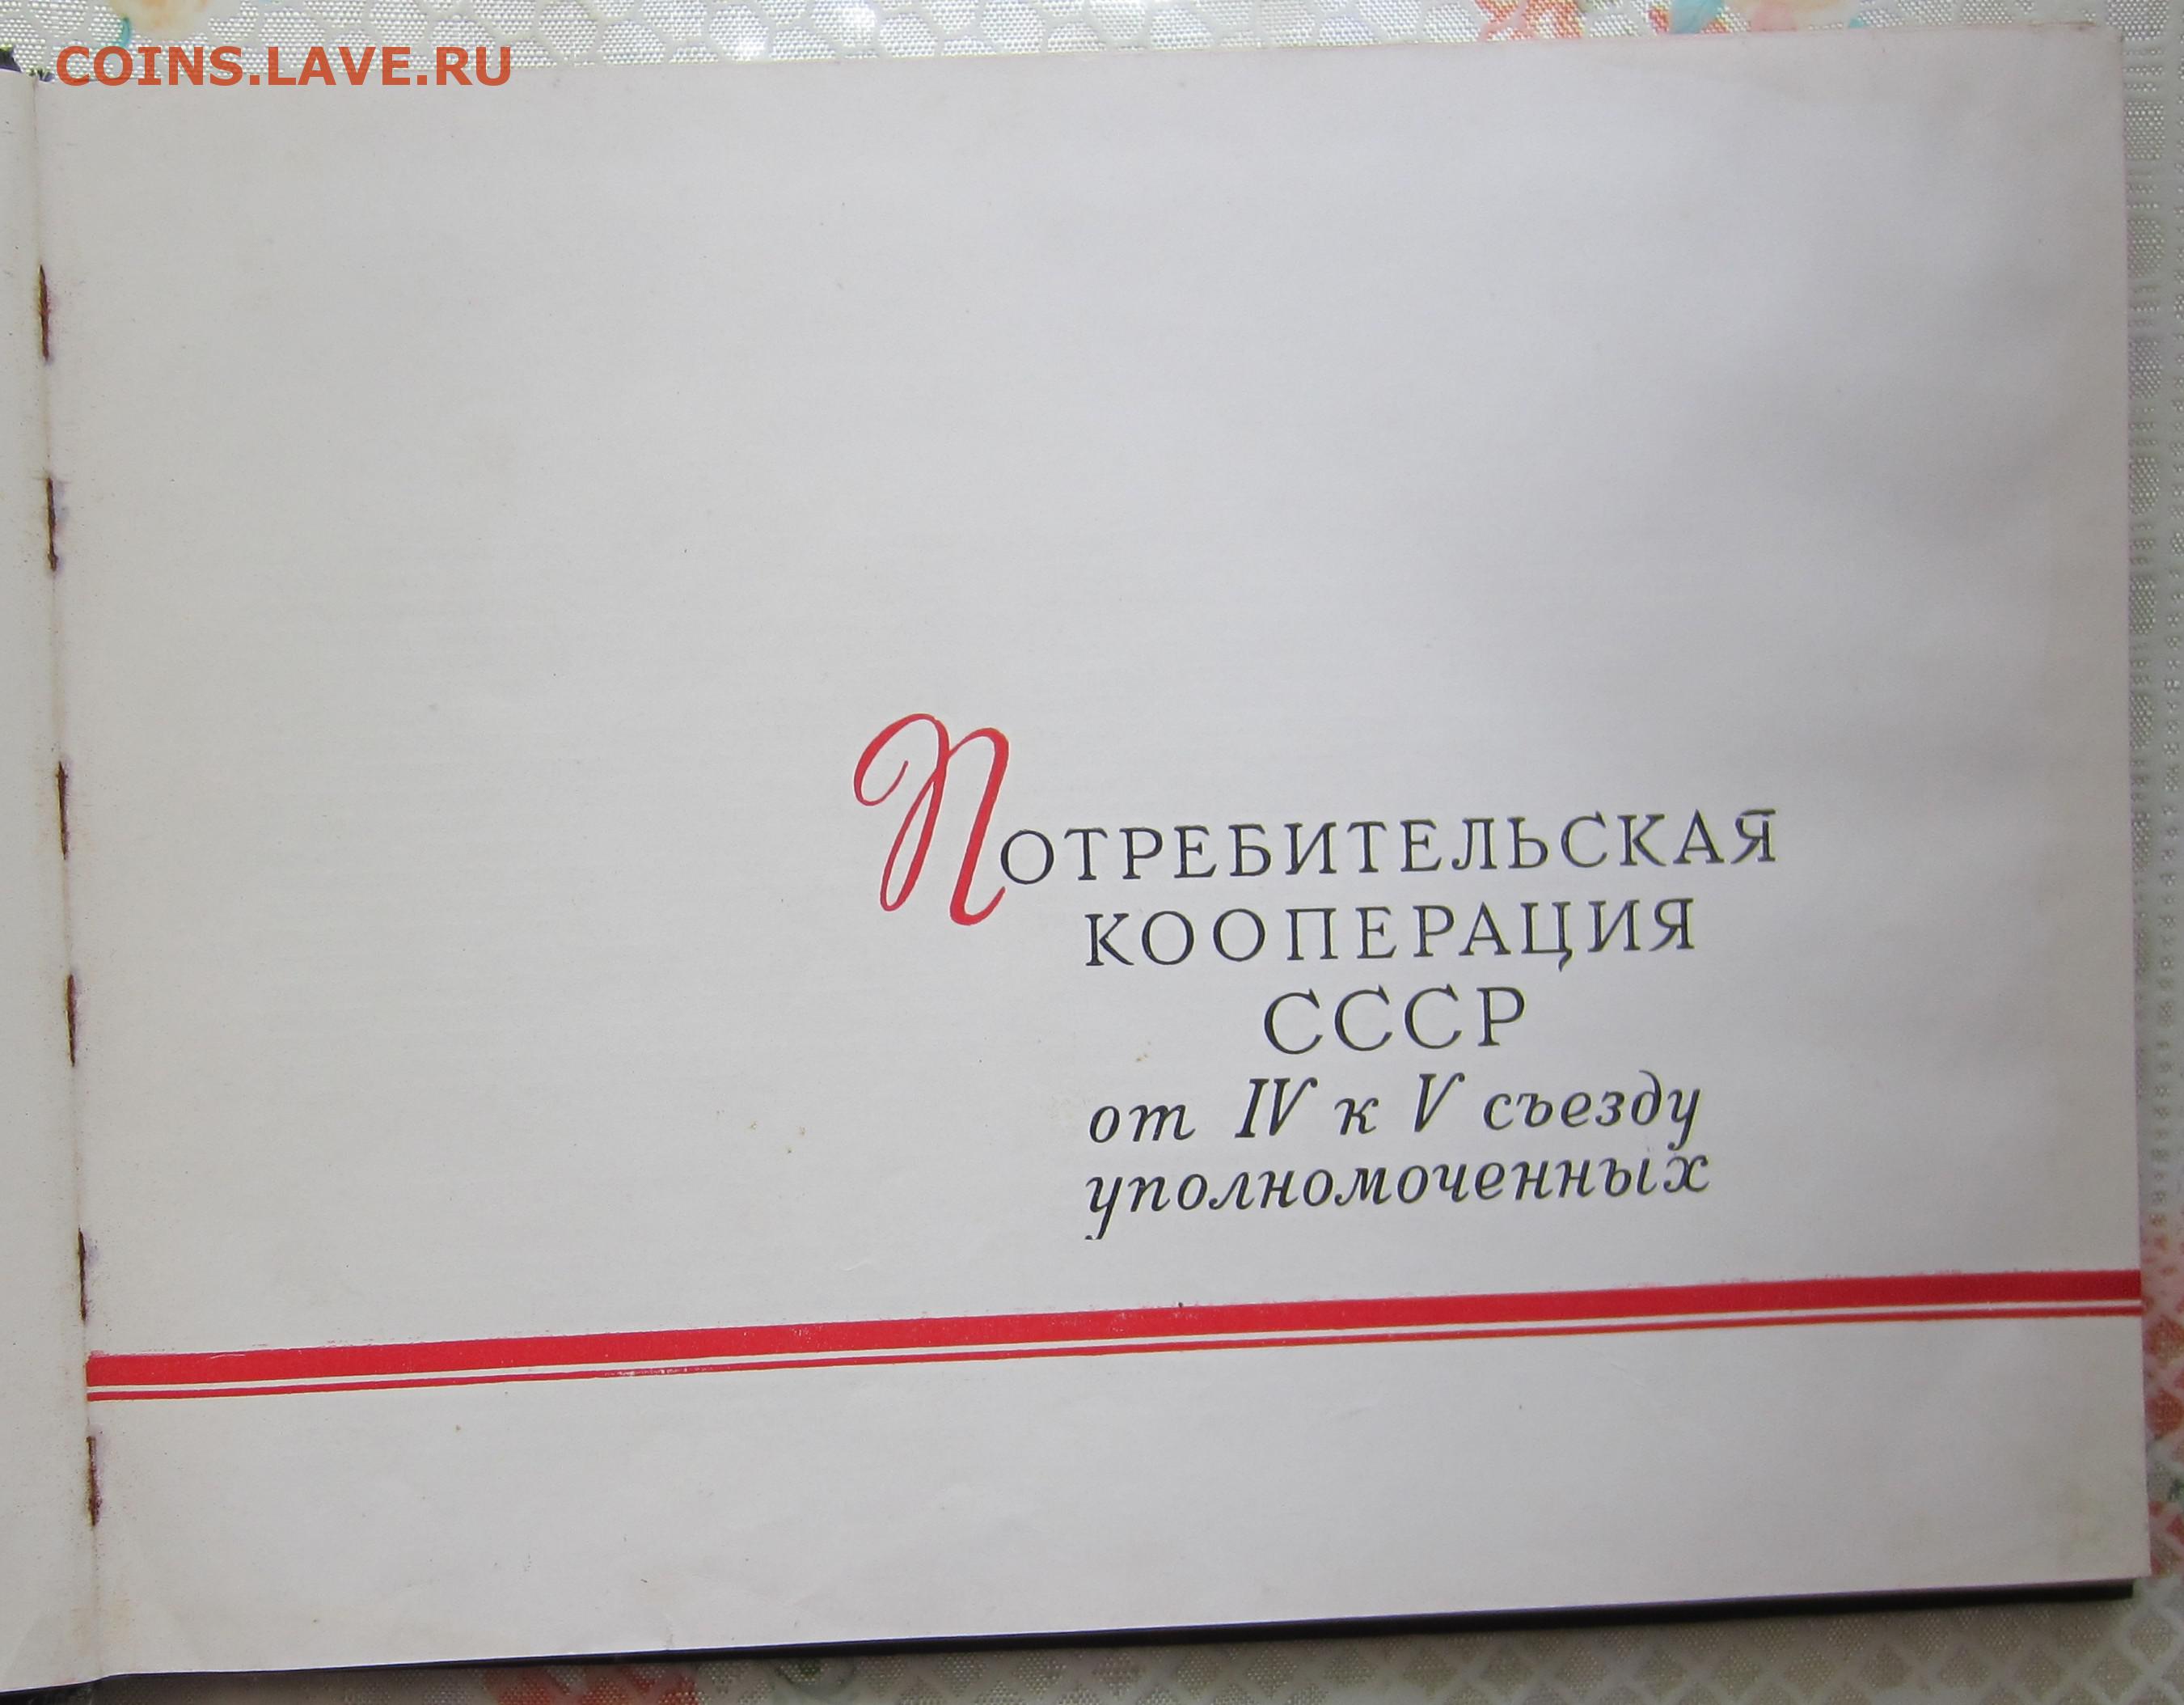 COINS.LAVE.RU
ПОТРЕБИТЕЛЬСКАЯ
КООПЕРАЦИЯ
СССР
от IV к V съезду
уполномоченных